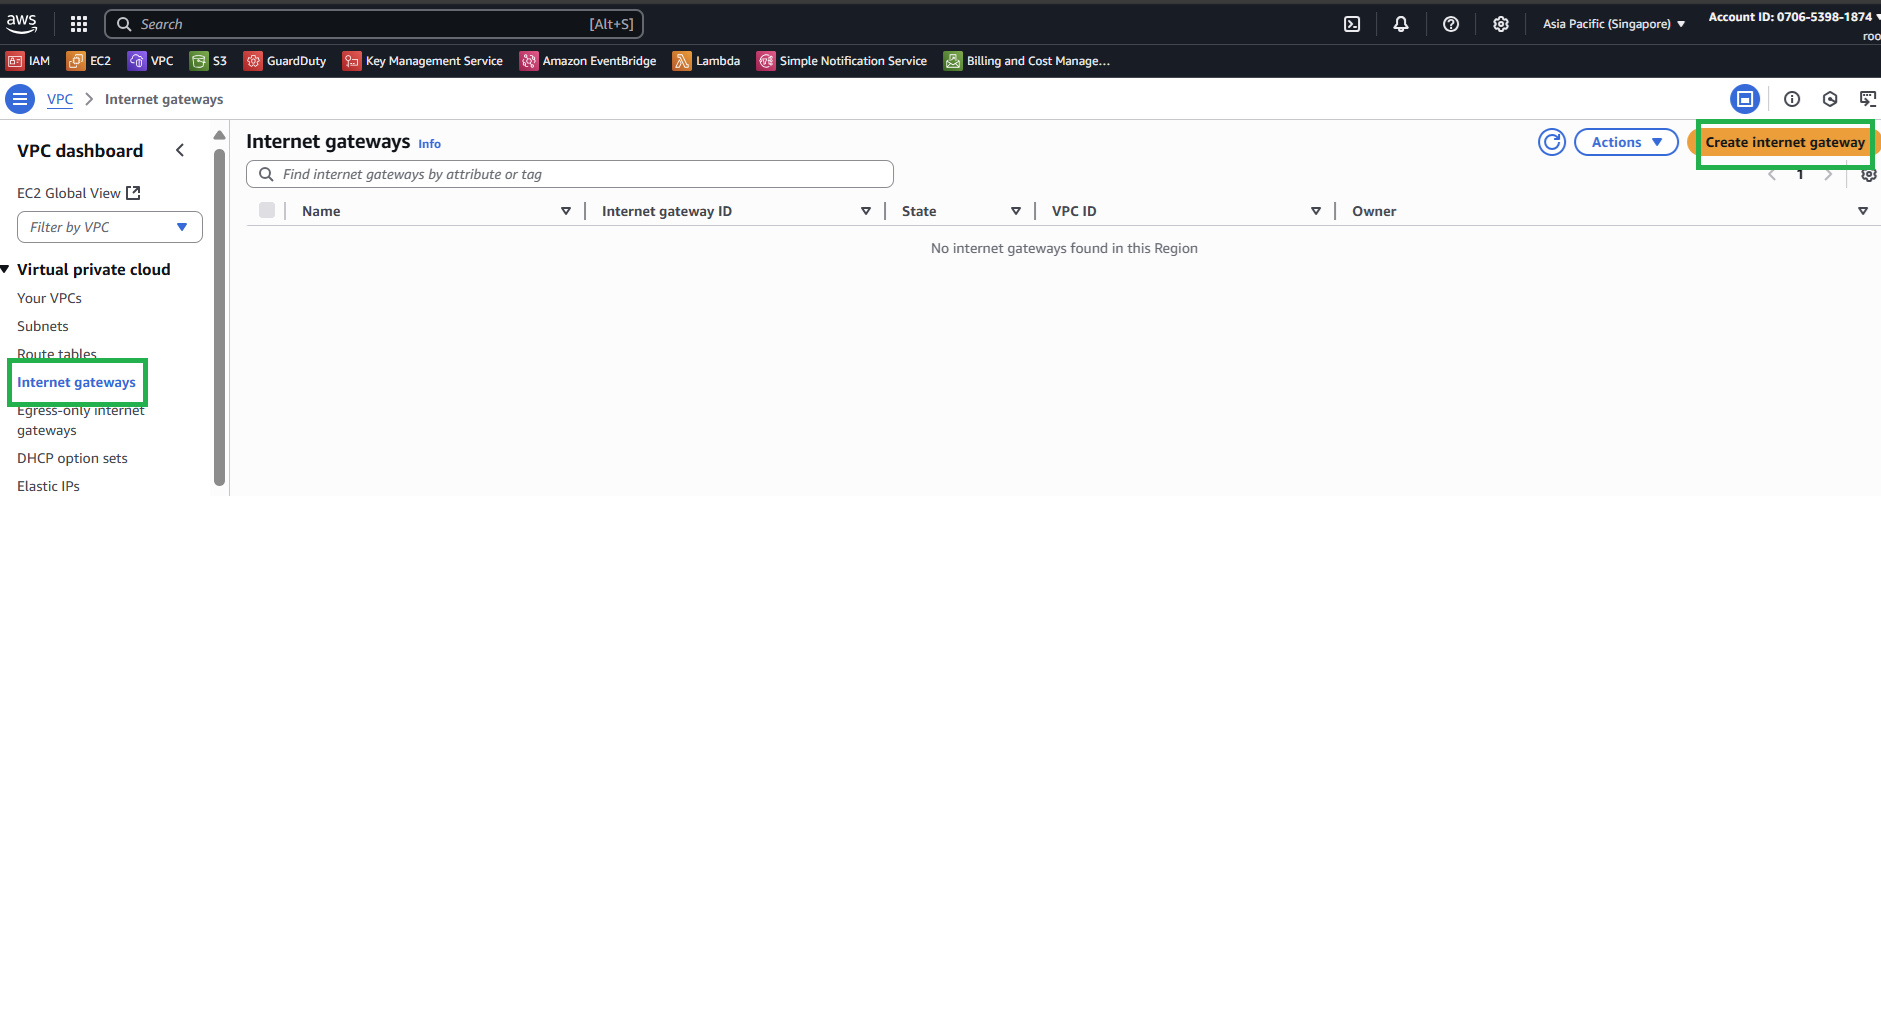 aws
Search
[Alt+S]
Asia Pacific (Singapore)
Account ID: 0706-5398-1874
roo
IAM
EC2
VPC
S3
GuardDuty
Key Management Service
Amazon EventBridge
Lambda
Simple Notification Service
Billing and Cost Manage...
VPC
Internet gateways
VPC dashboard
EC2 Global View
Filter by VPC
Virtual private cloud
Your VPCs
Subnets
Route tables
Internet gateways
Egress-only internet
gateways
DHCP option sets
Elastic IPs
Internet gateways Info
Actions
Create internet gateway
Find internet gateways by attribute or tag
1
Name
Internet gateway ID
State
VPC ID
Owner
No internet gateways found in this Region